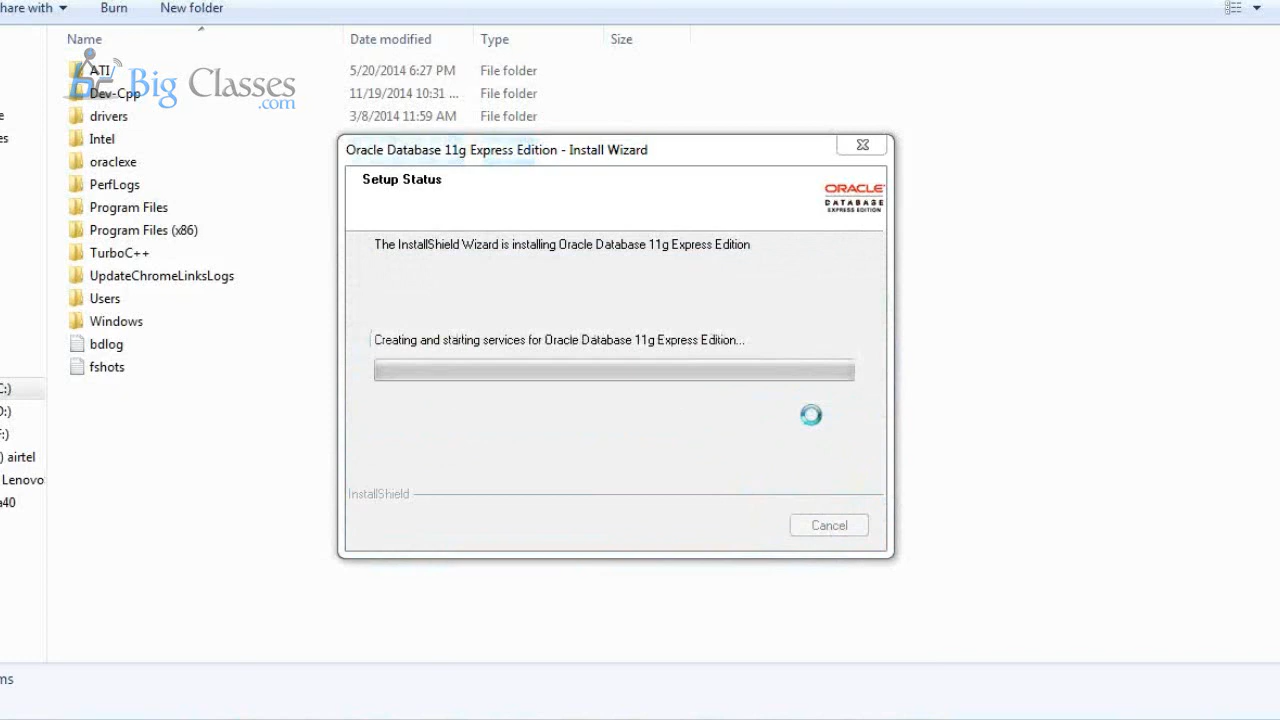 hare with Burn New folder
Name Date modified Type Size
ATI 5/20/2014 6:27 PM File folder
Dev-Cpp 11/19/2014 10:31 ... File folder
Big Classes
.com
drivers 3/8/2014 11:59 AM File folder
Intel
oraclexe
PerfLogs
Program Files
Program Files (x86)
TurboC++
UpdateChromeLinksLogs
Users
Windows
bdlog
fshots
e
es
C:)
D:)
F:)
) airtel
Lenovo
a40
ms
Oracle Database 11g Express Edition - Install Wizard
Setup Status
ORACLE
DATABASE
EXPRESS EDITION
The InstallShield Wizard is installing Oracle Database 11g Express Edition
Creating and starting services for Oracle Database 11g Express Edition...
InstallShield
Cancel